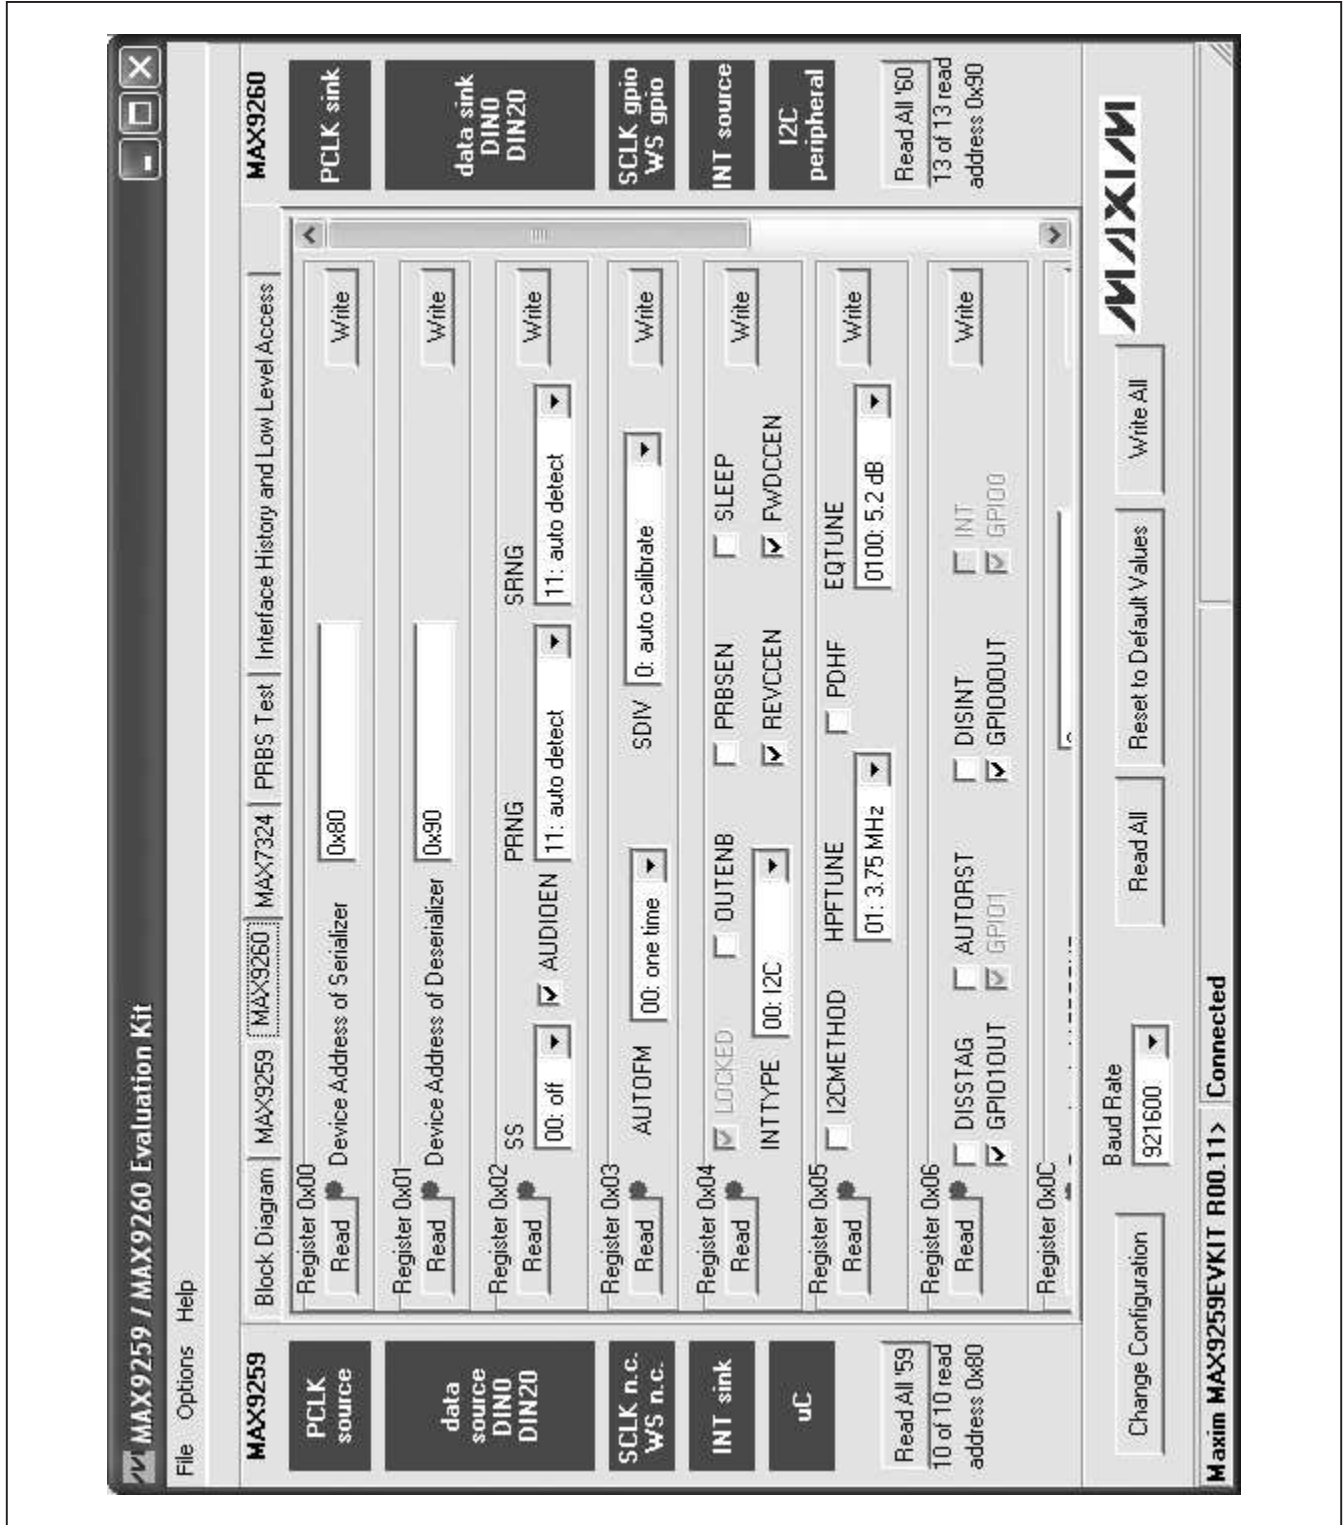 MAX9259 / MAX9260 Evaluation Kit
File Options Help
MAX9259
PCLK
source
data
source
DIN0
DIN20
SCLK n.c.
WS n.c.
INT sink
uC
Read All '59
10 of 10 read
address 0x80
Block Diagram MAX9259 MAX9260 MAX7324 PRBS Test Interface History and Low Level Access
Register 0x00
Read Device Address of Serializer 0x80 Write
Register 0x01
Read Device Address of Deserializer 0x90 Write
Register 0x02
SS PRNG SRNG
Read 00: off AUDIOEN 11: auto detect 11: auto detect Write
Register 0x03
Read AUTOFM 00: one time SDIV 0: auto calibrate Write
Register 0x04
Read LOCKED OUTENB PRBSEN SLEEP Write
INTTYPE 00: I2C REVCCEN FWDCCEN
Register 0x05
Read I2CMETHOD HPFTUNE PDHF EQTUNE Write
01: 3.75 MHz 0100: 5.2 dB
Register 0x06
Read DISSTAG AUTORST DISINT INT Write
GPIO1OUT GPIO1 GPIO0OUT GPIO0
Register 0x0C
MAX9260
PCLK sink
data sink
DIN0
DIN20
SCLK gpio
WS gpio
INT source
I2C
peripheral
Read All '60
13 of 13 read
address 0x90
Baud Rate
Change Configuration 921600 Read All Reset to Default Values Write All
MAXIM
Maxim MAX9259EVKIT R00.11> Connected